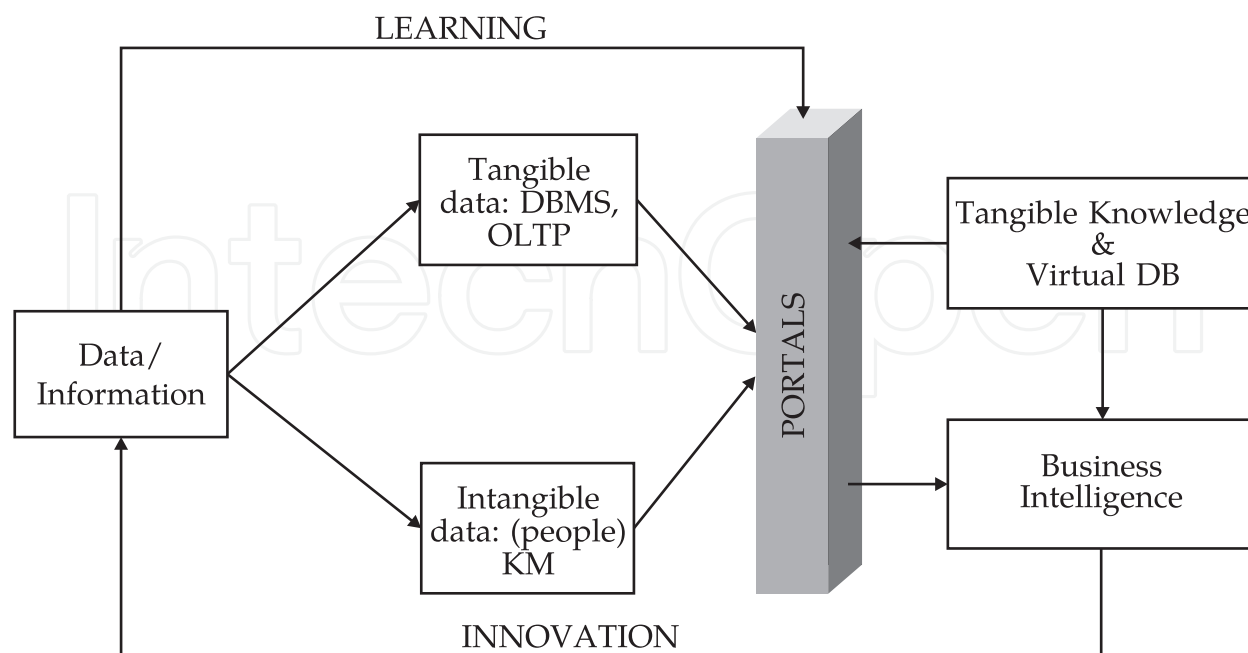 LEARNING
Tangible
data: DBMS,
OLTP
Tangible Knowledge
&
Virtual DB
Data/
Information
PORTALS
Intangible
data: (people)
KM
Business
Intelligence
INNOVATION
IntechOpen